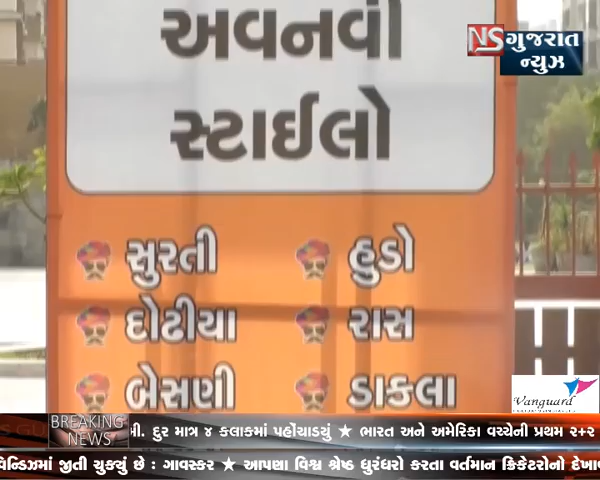 અવનવી
સ્ટાઈલો
NS ગુજરાત
ન્યુઝ
સુરતી
હુડો
દોઢીયા
રાસ
બેસણી
ડાકલા
Vanguard
BREAKING
NEWS
મી. દુર માત્ર ૪ કલાકમાં પહોંચાડયું ★ ભારત અને અમેરિકા વચ્ચેની પ્રથમ ૨+૨
વિન્ડિઝમાં જીતી ચુક્યું છે : ગાવસ્કર ★ આપણા વિશ્વ શ્રેષ્ઠ ધુરંધરો કરતા વર્તમાન ક્રિકેટરોનો દેખાવ